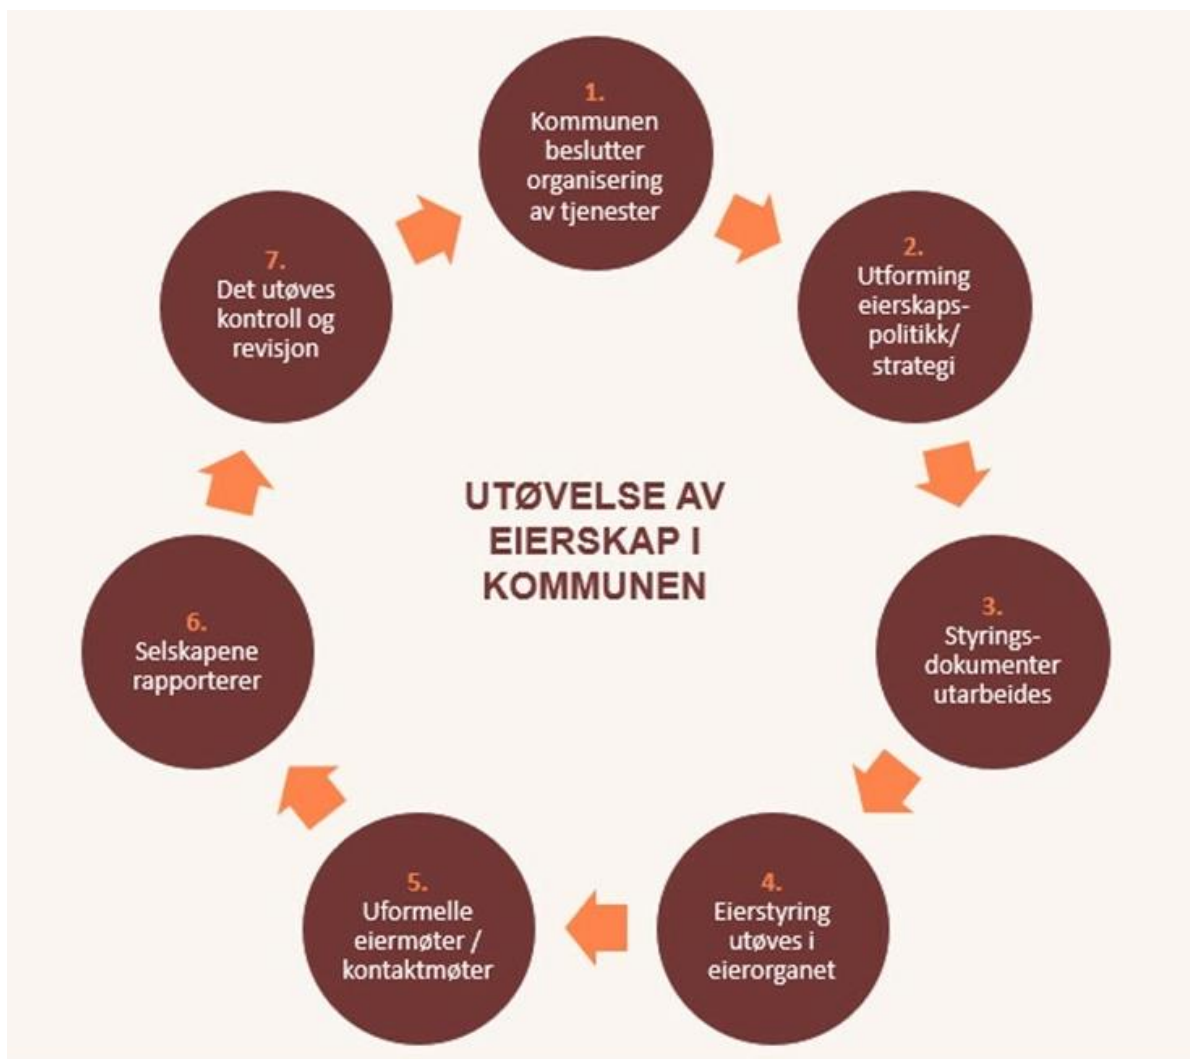 1.
Kommunen
beslutter
organisering
av tjenester
2.
Utforming
eierskaps-
politikk/
strategi
3.
Styrings-
dokumenter
utarbeides
4.
Eierstyring
utøves i
eierorganet
5.
Uformelle
eiermøter /
kontaktmøter
6.
Selskapene
rapporterer
7.
Det utøves
kontroll og
revisjon
UTØVELSE AV
EIERSKAP I
KOMMUNEN